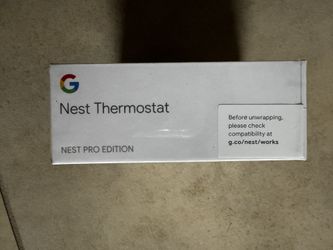 G
Nest Thermostat
NEST PRO EDITION
Before unwrapping,
please check
compatibility at
g.co/nest/works